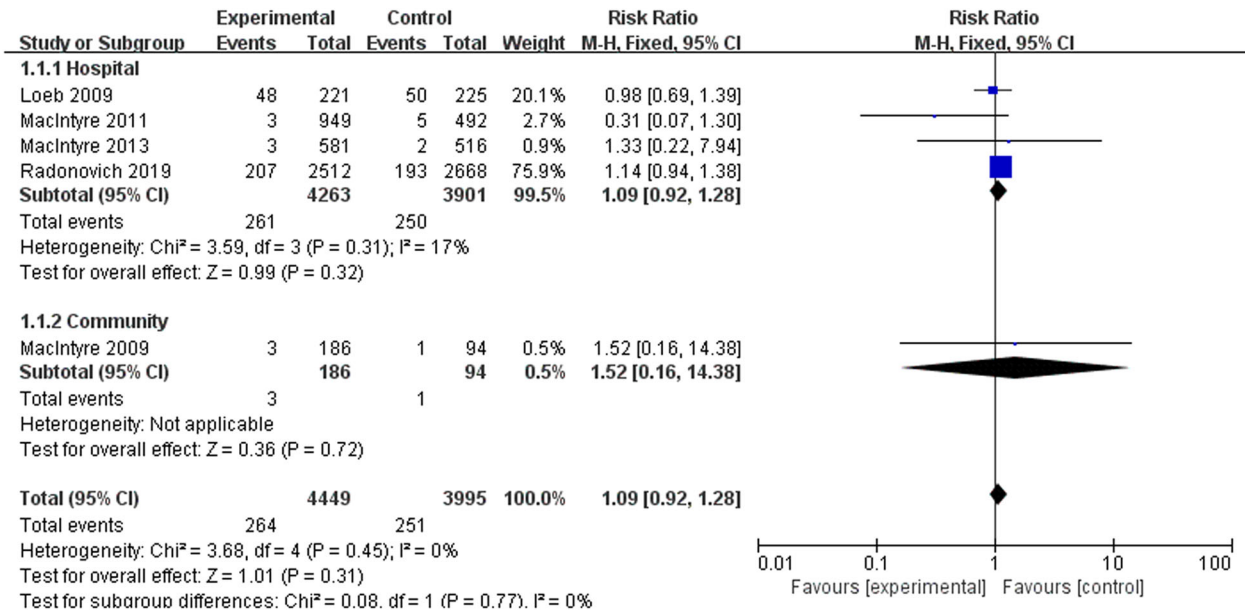 Experimental Control Risk Ratio Risk Ratio
Study or Subgroup Events Total Events Total Weight M-H, Fixed, 95% CI M-H, Fixed, 95% CI
1.1.1 Hospital
Loeb 2009 48 221 50 225 20.1% 0.98 [0.69, 1.39]
MacIntyre 2011 3 949 5 492 2.7% 0.31 [0.07, 1.30]
MacIntyre 2013 3 581 2 516 0.9% 1.33 [0.22, 7.94]
Radonovich 2019 207 2512 193 2668 75.9% 1.14 [0.94, 1.38]
Subtotal (95% CI) 4263 3901 99.5% 1.09 [0.92, 1.28]
Total events 261 250
Heterogeneity: Chi² = 3.59, df = 3 (P = 0.31); I² = 17%
Test for overall effect: Z = 0.99 (P = 0.32)
1.1.2 Community
MacIntyre 2009 3 186 1 94 0.5% 1.52 [0.16, 14.38]
Subtotal (95% CI) 186 94 0.5% 1.52 [0.16, 14.38]
Total events 3 1
Heterogeneity: Not applicable
Test for overall effect: Z = 0.36 (P = 0.72)
Total (95% CI) 4449 3995 100.0% 1.09 [0.92, 1.28]
Total events 264 251
Heterogeneity: Chi² = 3.68, df = 4 (P = 0.45); I² = 0%
Test for overall effect: Z = 1.01 (P = 0.31)
Test for subgroup differences: Chi² = 0.08, df = 1 (P = 0.77), I² = 0%
0.01 0.1 1 10 100
Favours [experimental] Favours [control]